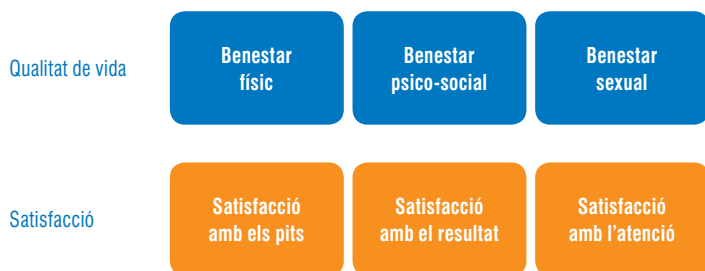 Qualitat de vida
Benestar
físic
Benestar
psico-social
Benestar
sexual
Satisfacció
Satisfacció
amb els pits
Satisfacció
amb el resultat
Satisfacció
amb l'atenció